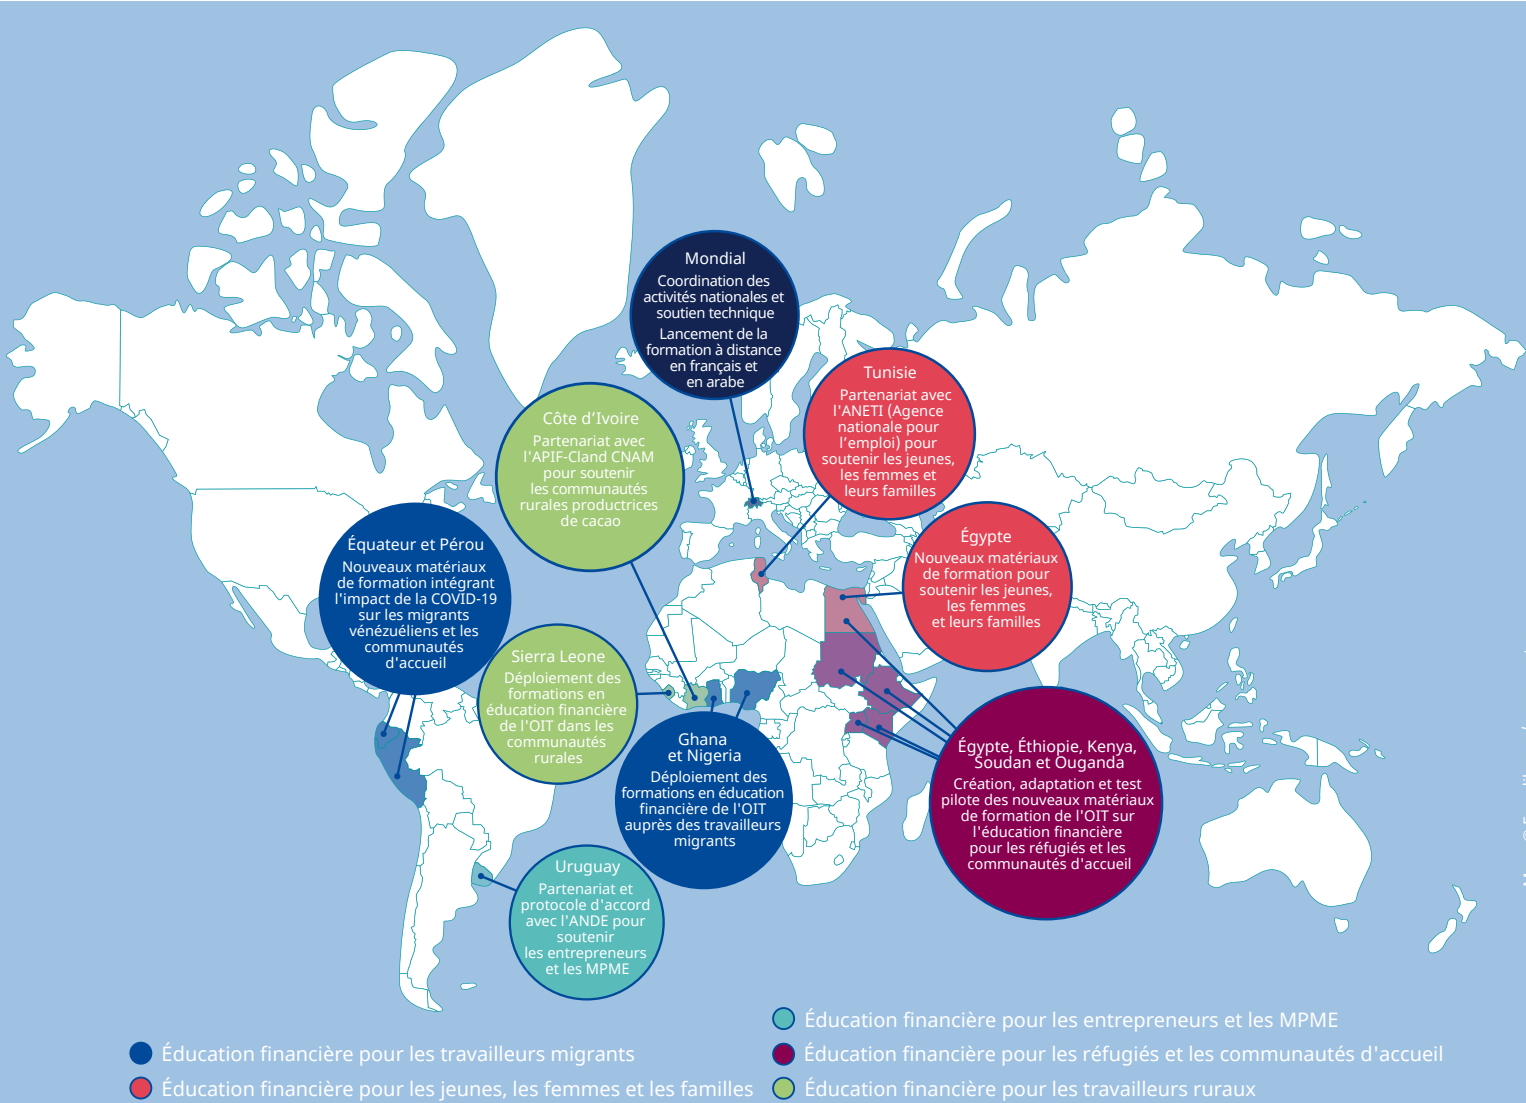 Mondial
Coordination des
activités nationales et
soutien technique
Lancement de la
formation à distance
en français et
en arabe
Tunisie
Partenariat avec
l'ANETI (Agence
nationale pour
l’emploi) pour
soutenir les jeunes,
les femmes et
leurs familles
Côte d’Ivoire
Partenariat avec
l'APIF-Cland CNAM
pour soutenir
les communautés
rurales productrices
de cacao
Équateur et Pérou
Nouveaux matériaux
de formation intégrant
l'impact de la COVID-19
sur les migrants
vénézuéliens et les
communautés
d'accueil
Égypte
Nouveaux matériaux
de formation pour
soutenir les jeunes,
les femmes
et leurs familles
Sierra Leone
Déploiement des
formations en
éducation financière
de l'OIT dans les
communautés
rurales
Ghana
et Nigeria
Déploiement des
formations en éducation
financière de l'OIT
auprès des travailleurs
migrants
Égypte, Éthiopie, Kenya,
Soudan et Ouganda
Création, adaptation et test
pilote des nouveaux matériaux
de formation de l'OIT sur
l'éducation financière
pour les réfugiés et les
communautés d'accueil
Uruguay
Partenariat et
protocole d'accord
avec l'ANDE pour
soutenir
les entrepreneurs
et les MPME
Éducation financière pour les entrepreneurs et les MPME
Éducation financière pour les travailleurs migrants
Éducation financière pour les réfugiés et les communautés d'accueil
Éducation financière pour les jeunes, les femmes et les familles
Éducation financière pour les travailleurs ruraux